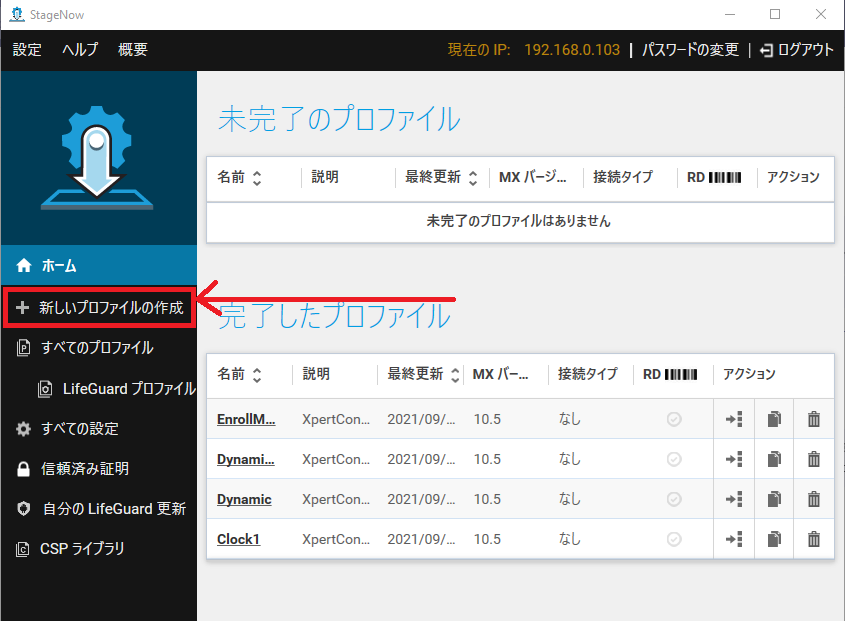 StageNow
設定 ヘルプ 概要 現在の IP: 192.168.0.103 | パスワードの変更 | ログアウト
未完了のプロファイル
名前 説明 最終更新 MX バージ... 接続タイプ RD アクション
未完了のプロファイルはありません
ホーム
新しいプロファイルの作成
すべてのプロファイル
LifeGuard プロファイル
すべての設定
信頼済み証明
自分の LifeGuard 更新
CSP ライブラリ
完了したプロファイル
名前 説明 最終更新 MX バー... 接続タイプ RD アクション
EnrollM... XpertCon... 2021/09/... 10.5 なし
Dynami... XpertCon... 2021/09/... 10.5 なし
Dynamic XpertCon... 2021/09/... 10.5 なし
Clock1 XpertCon... 2021/09/... 10.5 なし